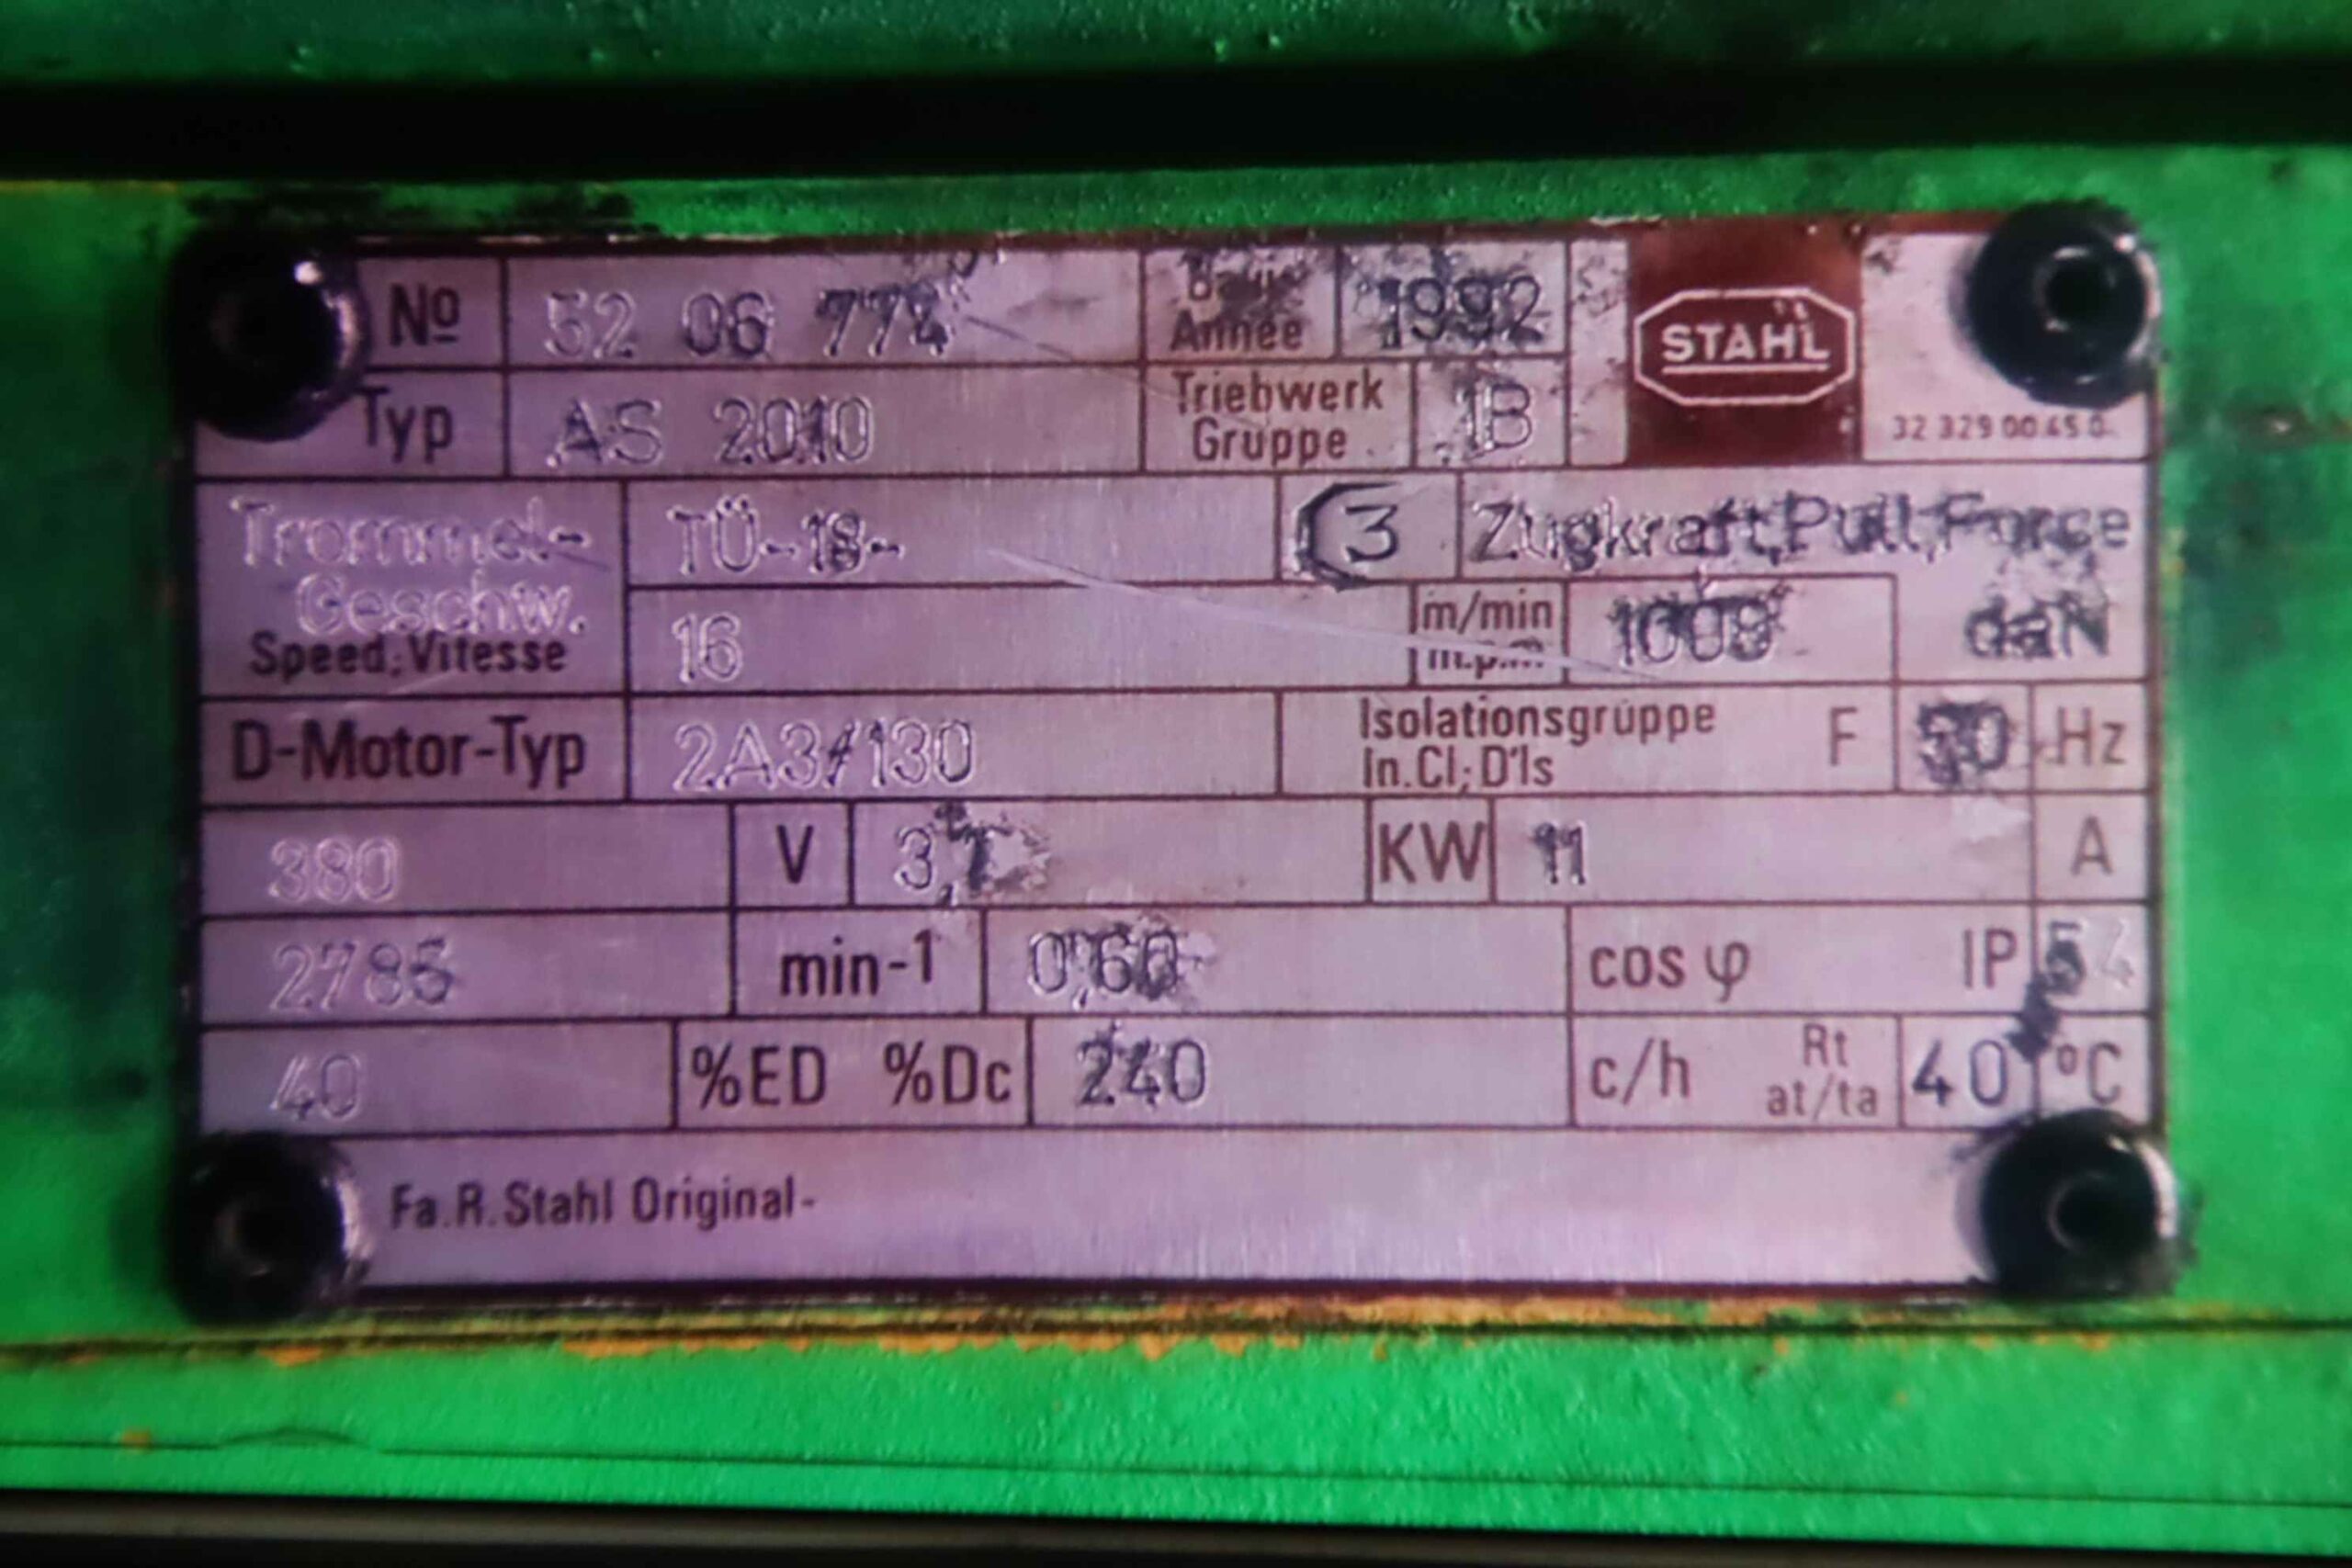 No 52 06 774 Baujr Année 1992 STAHL
32 329 00 45 0
Typ AS 2010 Triebwerk Gruppe 1B
Trommel-
Geschw.
Speed;Vitesse
TÜ-18- 3 Zugkraft,Pull,Force
16 m/min m.p.m daN
D-Motor-Typ 2A3/130 Isolationsgruppe
In.Cl; D'Is F Hz
380 V 3, KW 11 A
2785 min-1 0,60 cos φ IP 54
40 %ED %Dc 240 c/h Rt
at/ta 40 °C
Fa.R.Stahl Original-